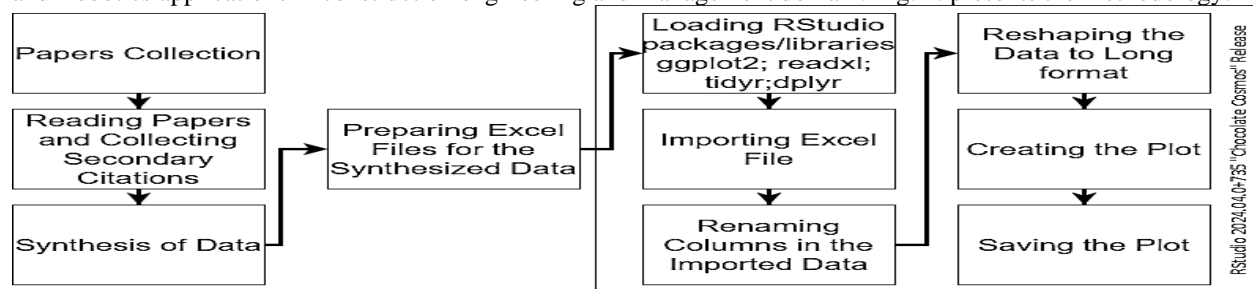 Papers Collection
Reading Papers
and Collecting
Secondary
Citations
Synthesis of Data
Preparing Excel
Files for the
Synthesized Data
Loading RStudio
packages/libraries
ggplot2; readxl;
tidyr;dplyr
Importing Excel
File
Renaming
Columns in the
Imported Data
Reshaping the
Data to Long
format
Creating the Plot
Saving the Plot
RStudio 2024.04.0+735 "Chocolate Cosmos" Release